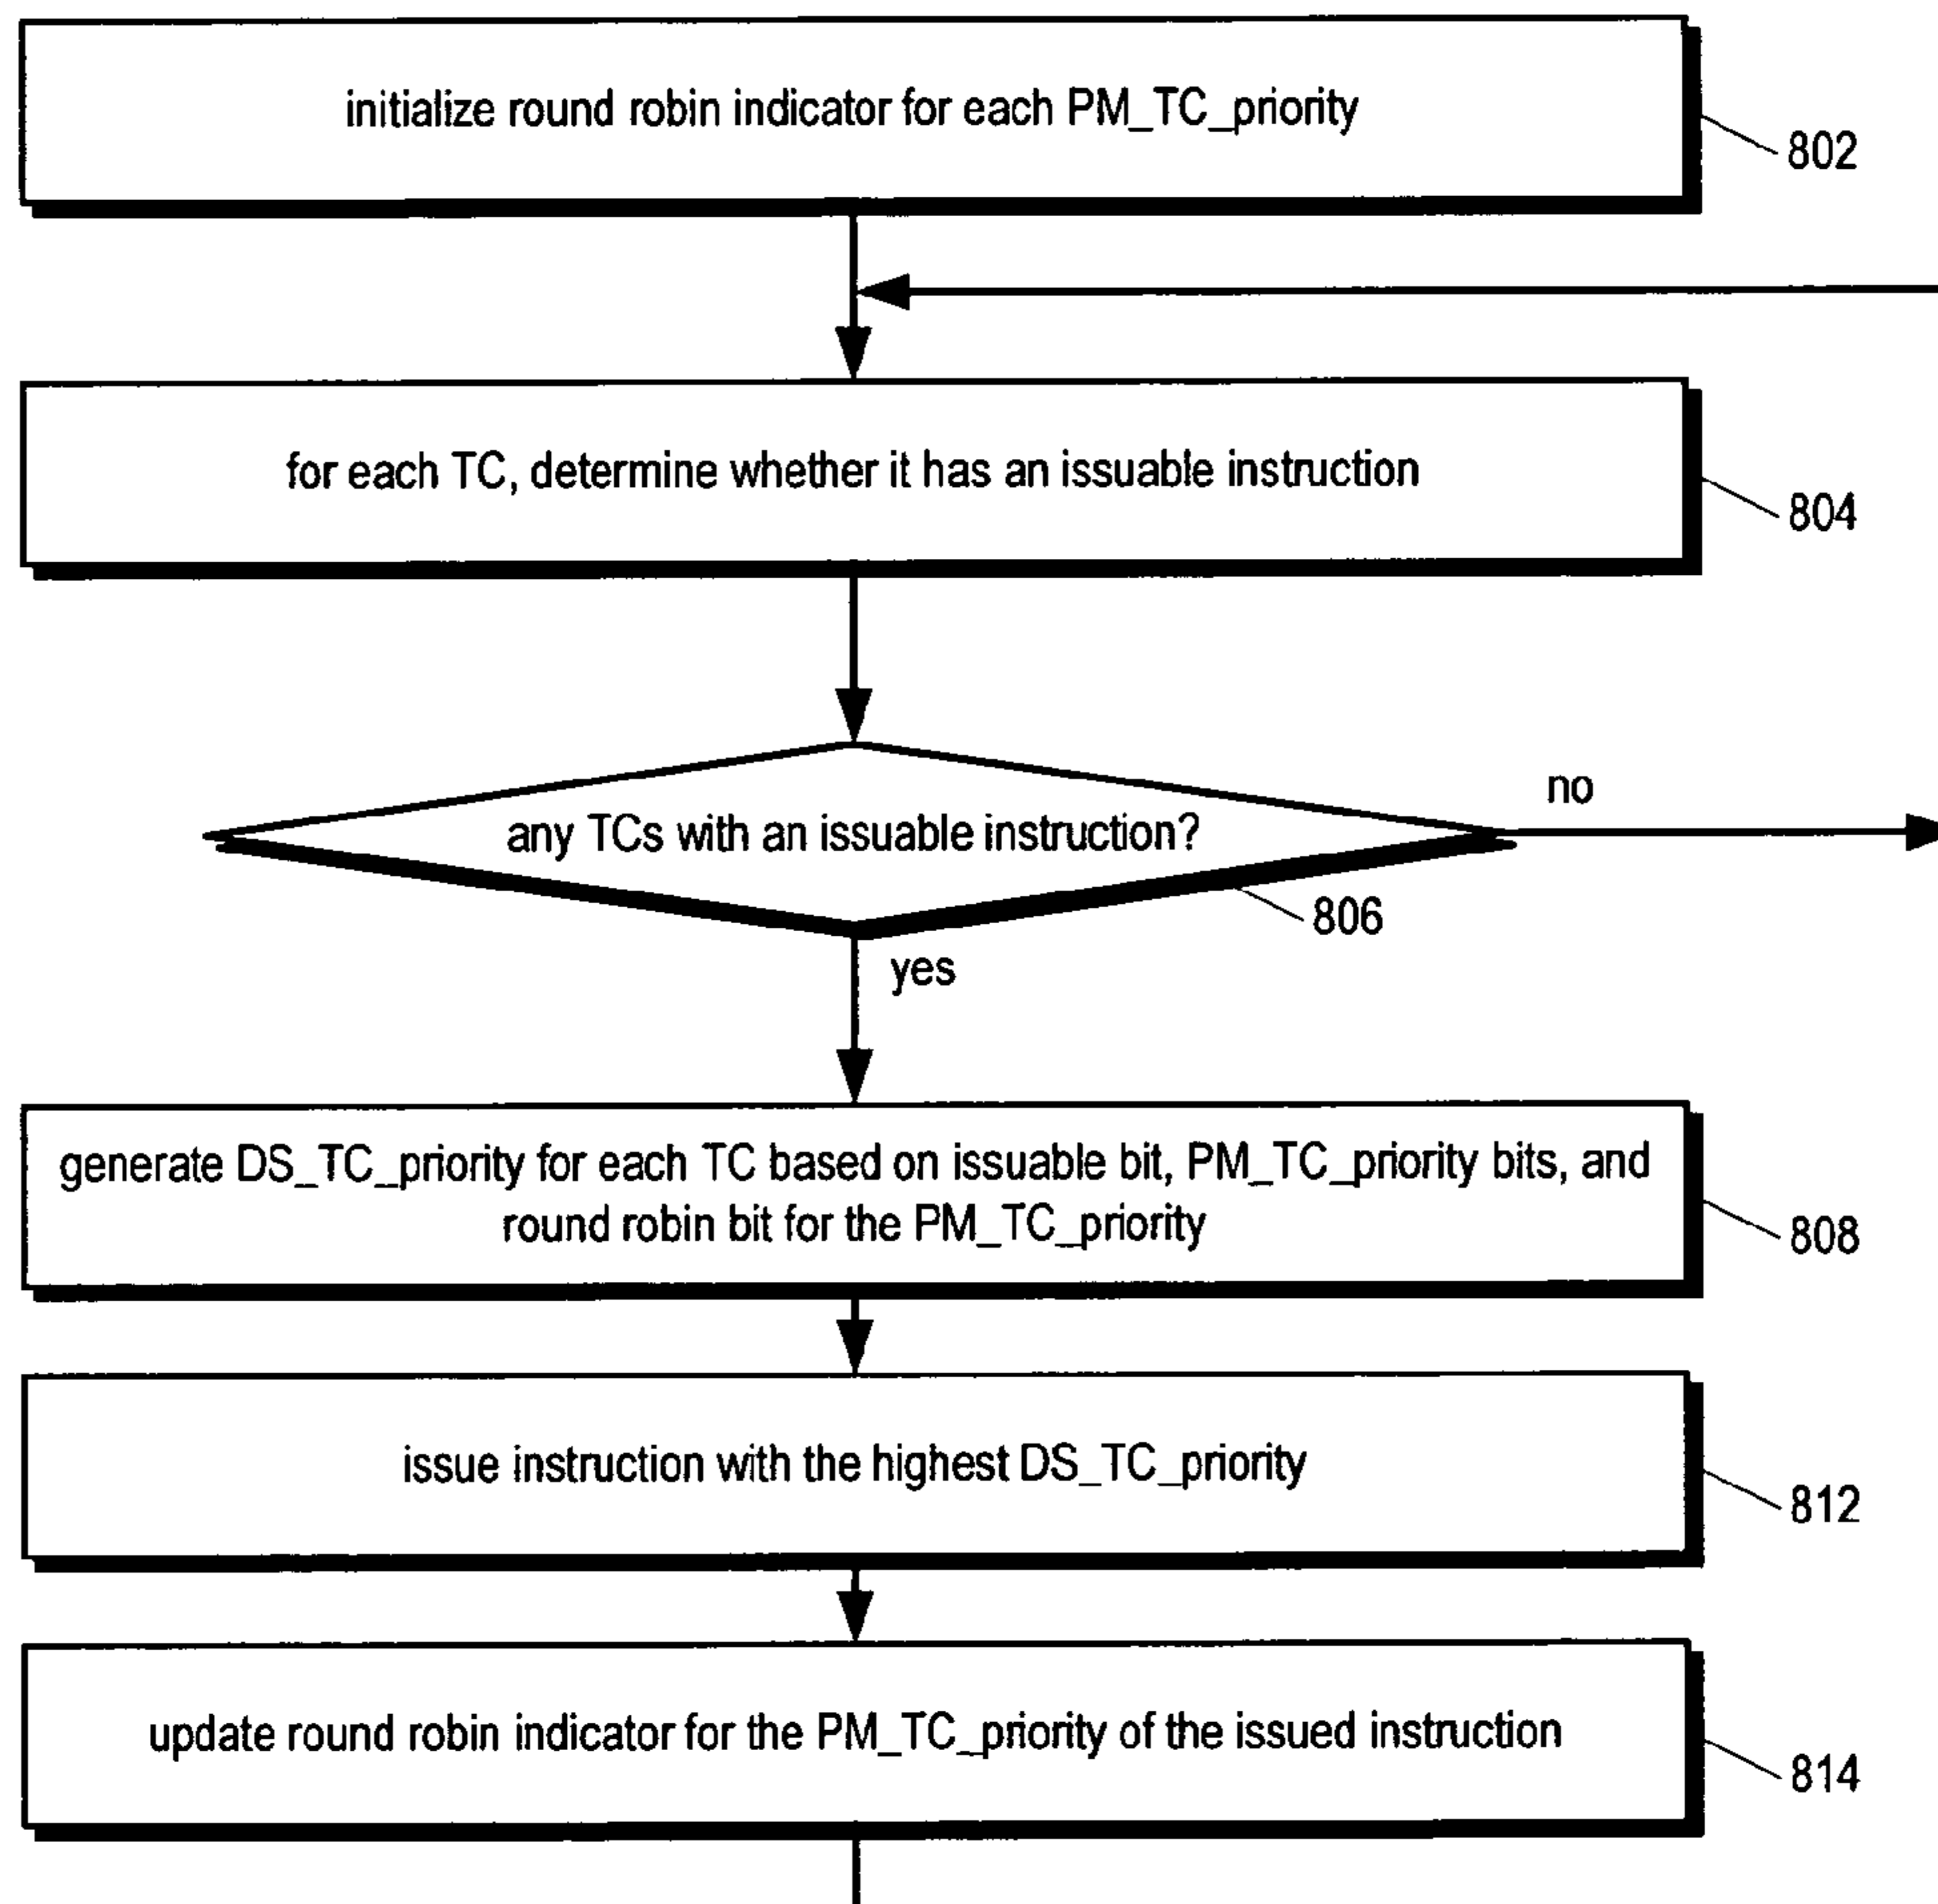 initialize round robin indicator for each PM_TC_priority
802
for each TC, determine whether it has an issuable instruction
804
any TCs with an issuable instruction?
no
806
yes
generate DS_TC_priority for each TC based on issuable bit, PM_TC_priority bits, and
round robin bit for the PM_TC_priority
808
issue instruction with the highest DS_TC_priority
812
update round robin indicator for the PM_TC_priority of the issued instruction
814